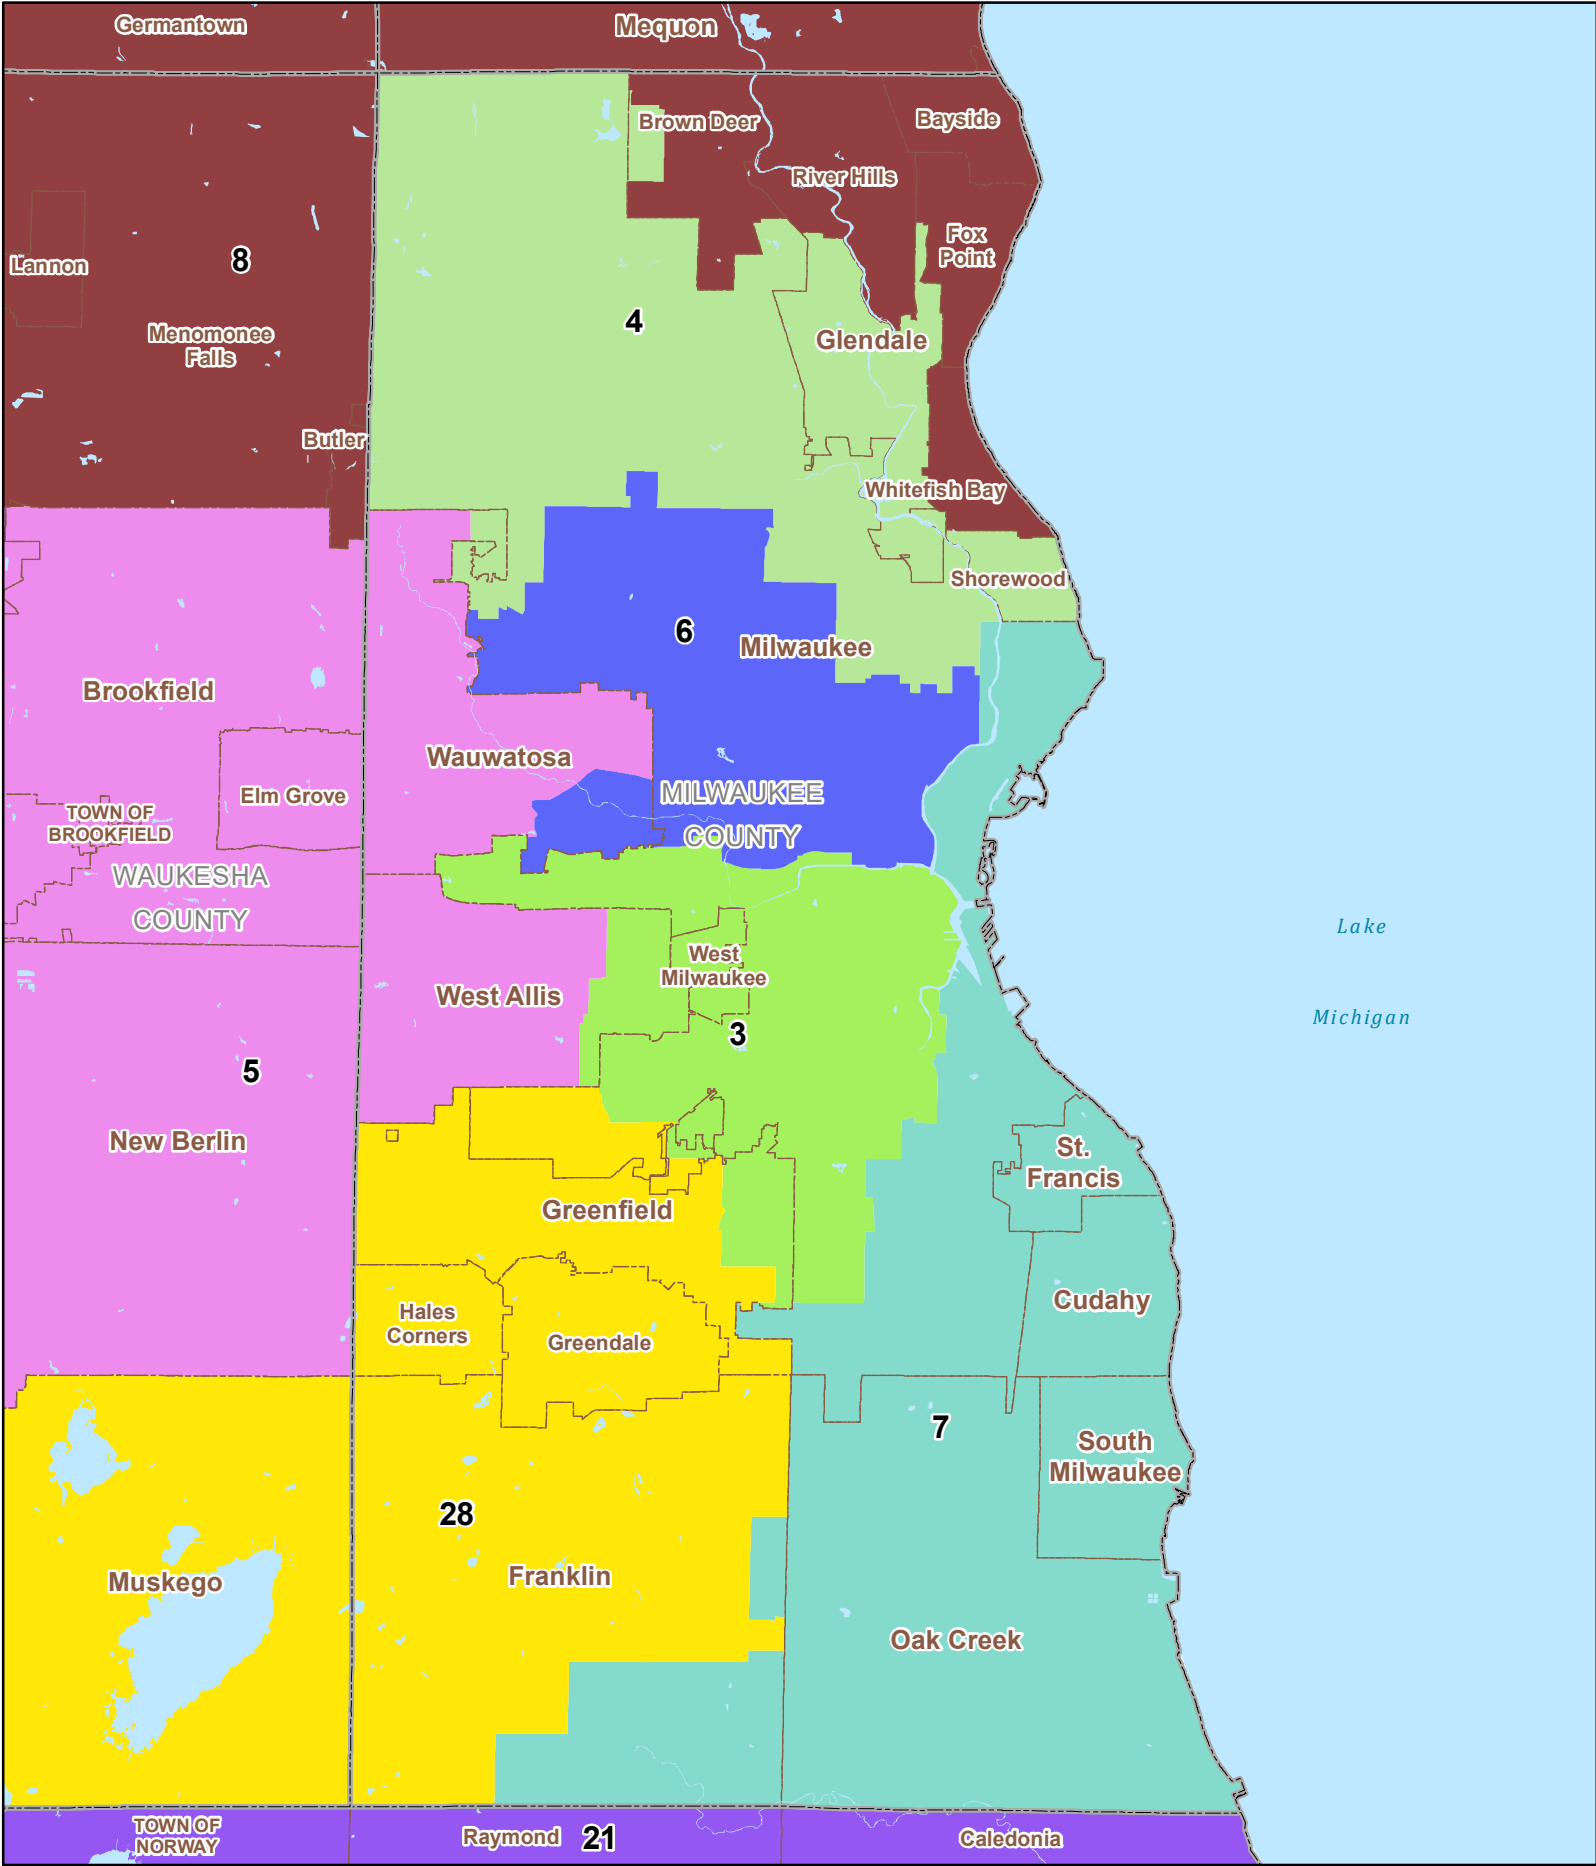 Germantown
Mequon
Brown Deer
Bayside
River Hills
Fox
Point
Lannon
8
4
Menomonee
Falls
Glendale
Butler
Whitefish Bay
Shorewood
6
Milwaukee
Brookfield
Wauwatosa
Elm Grove
MILWAUKEE
COUNTY
TOWN OF
BROOKFIELD
WAUKESHA
COUNTY
Lake
Michigan
West
Milwaukee
West Allis
3
5
New Berlin
St.
Francis
Greenfield
Cudahy
Hales
Corners
Greendale
7
South
Milwaukee
28
Muskego
Franklin
Oak Creek
TOWN OF
NORWAY
Raymond
21
Caledonia